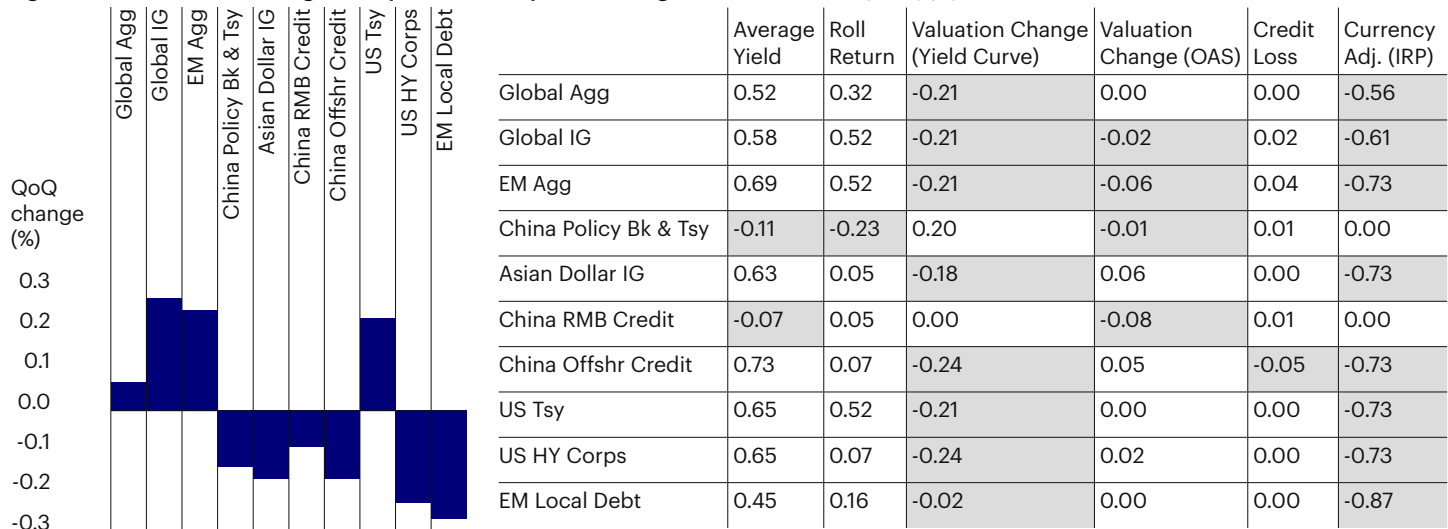 Global Agg
Global IG
EM Agg
China Policy Bk & Tsy
Asian Dollar IG
China RMB Credit
China Offshr Credit
US Tsy
US HY Corps
EM Local Debt
QoQ
change
(%)
0.3
0.2
0.1
0.0
-0.1
-0.2
-0.3
Average Yield Roll Return Valuation Change (Yield Curve) Valuation Change (OAS) Credit Loss Currency Adj. (IRP)
Global Agg 0.52 0.32 -0.21 0.00 0.00 -0.56
Global IG 0.58 0.52 -0.21 -0.02 0.02 -0.61
EM Agg 0.69 0.52 -0.21 -0.06 0.04 -0.73
China Policy Bk & Tsy -0.11 -0.23 0.20 -0.01 0.01 0.00
Asian Dollar IG 0.63 0.05 -0.18 0.06 0.00 -0.73
China RMB Credit -0.07 0.05 0.00 -0.08 0.01 0.00
China Offshr Credit 0.73 0.07 -0.24 0.05 -0.05 -0.73
US Tsy 0.65 0.52 -0.21 0.00 0.00 -0.73
US HY Corps 0.65 0.07 -0.24 0.02 0.00 -0.73
EM Local Debt 0.45 0.16 -0.02 0.00 0.00 -0.87